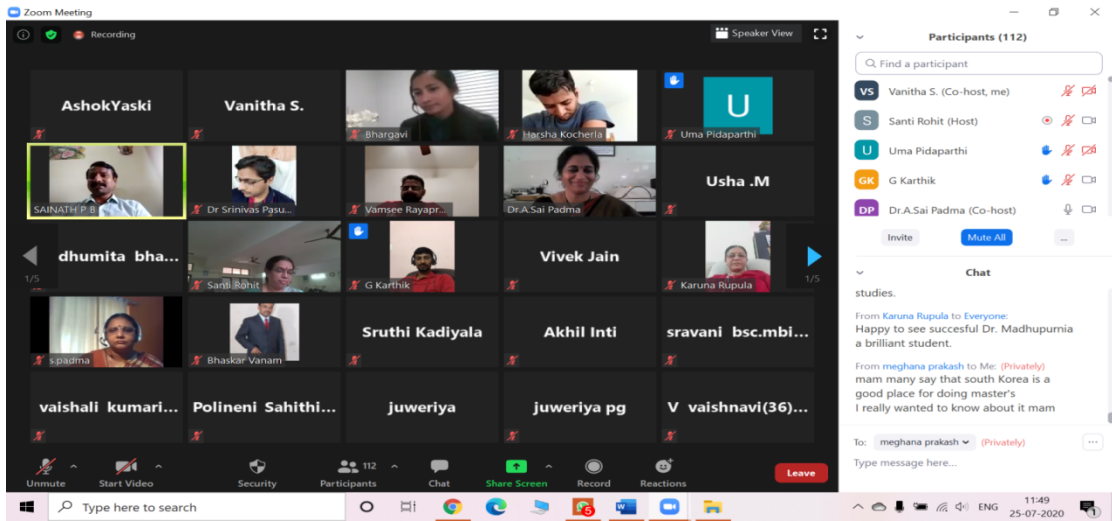 Zoom Meeting
Recording
Speaker View
AshokYaski
Vanitha S.
Bhargavi
Harsha Kocherla
U
Uma Pidaparthi
SAINATH P B
Dr Srinivas Pasu...
Vamsee Rayapr...
Dr.A.Sai Padma
Usha .M
dhumita bha...
Santi Rohit
G Karthik
Vivek Jain
Karuna Rupula
1/5
1/5
s.padma
Bhaskar Vanam
Sruthi Kadiyala
Akhil Inti
sravani bsc.mbi...
vaishali kumari...
Polineni Sahithi...
juweriya
juweriya pg
V vaishnavi(36)...
Unmute
Start Video
Security
112
Participants
Chat
Share Screen
Record
Reactions
Leave
Participants (112)
Find a participant
VS Vanitha S. (Co-host, me)
S Santi Rohit (Host)
U Uma Pidaparthi
GK G Karthik
DP Dr.A.Sai Padma (Co-host)
Invite
Mute All
...
Chat
studies.
From Karuna Rupula to Everyone:
Happy to see succesful Dr. Madhupurnia
a brilliant student.
From meghana prakash to Me: (Privately)
mam many say that south Korea is a
good place for doing master's
I really wanted to know about it mam
To: meghana prakash (Privately)
...
Type message here...
Type here to search
ENG
11:49
25-07-2020